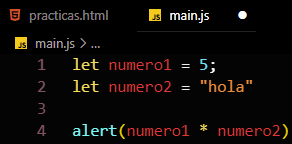 practicas.html main.js
main.js > ...
1 let numero1 = 5;
2 let numero2 = "hola"
3
4 alert(numero1 * numero2)